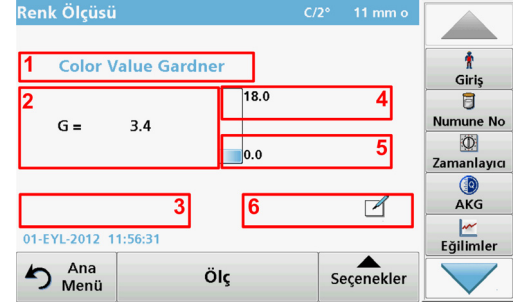 Renk Ölçüsü C/2° 11 mm o
1 Color Value Gardner
2
G = 3.4
18.0 4
0.0 5
3
6
01-EYL-2012 11:56:31
Ana Menü
Ölç
Seçenekler
Giriş
Numune No
Zamanlayıcı
AKG
Eğilimler